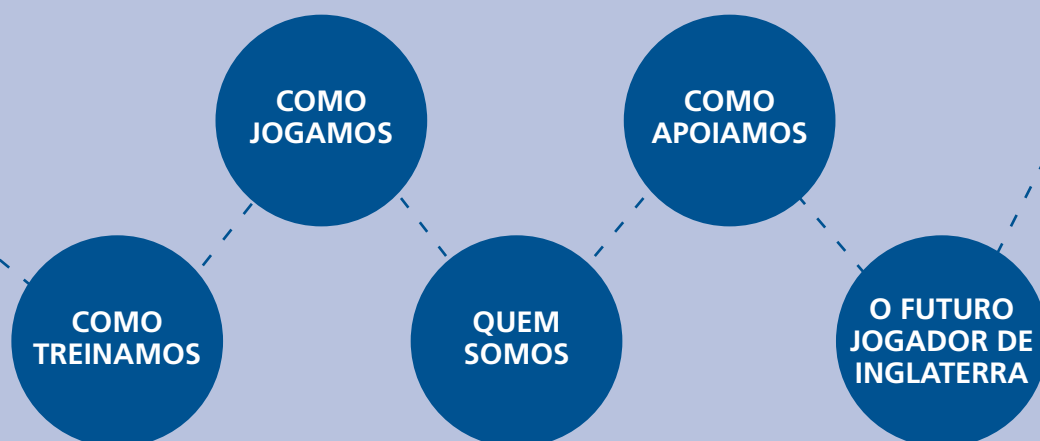 COMO
JOGAMOS
COMO
APOIAMOS
COMO
TREINAMOS
QUEM
SOMOS
O FUTURO
JOGADOR DE
INGLATERRA